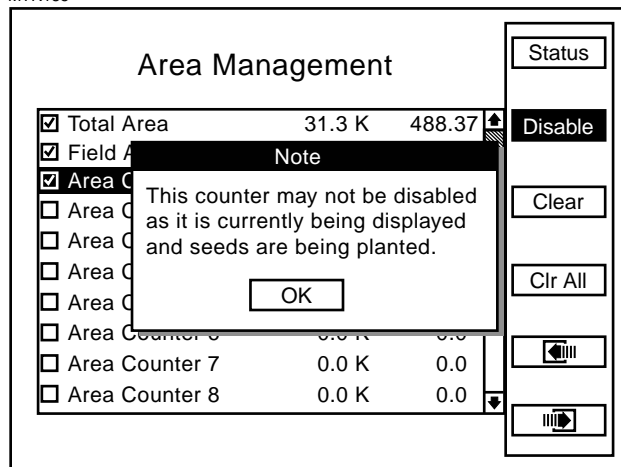 Area Management
Status
Total Area 31.3 K 488.37
Disable
Field
Note
Area
This counter may not be disabled
as it is currently being displayed
and seeds are being planted.
Clear
Area
Area
Area
OK
Clr All
Area
Area Counter
Area Counter 7 0.0 K 0.0
Area Counter 8 0.0 K 0.0